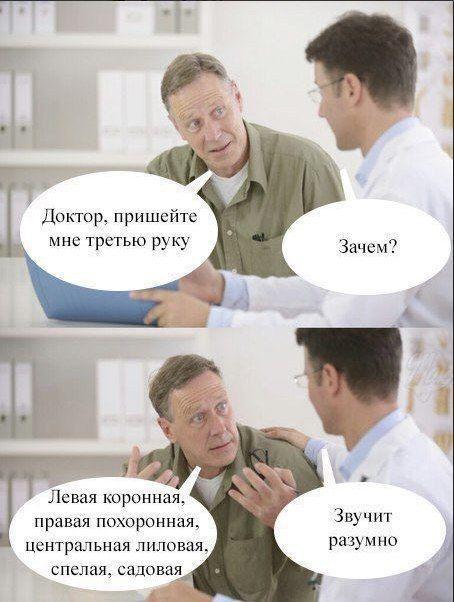 Доктор, пришейте
мне третью руку
Зачем?
Левая коронная,
правая похоронная,
центральная лиловая,
спелая, садовая
Звучит
разумно